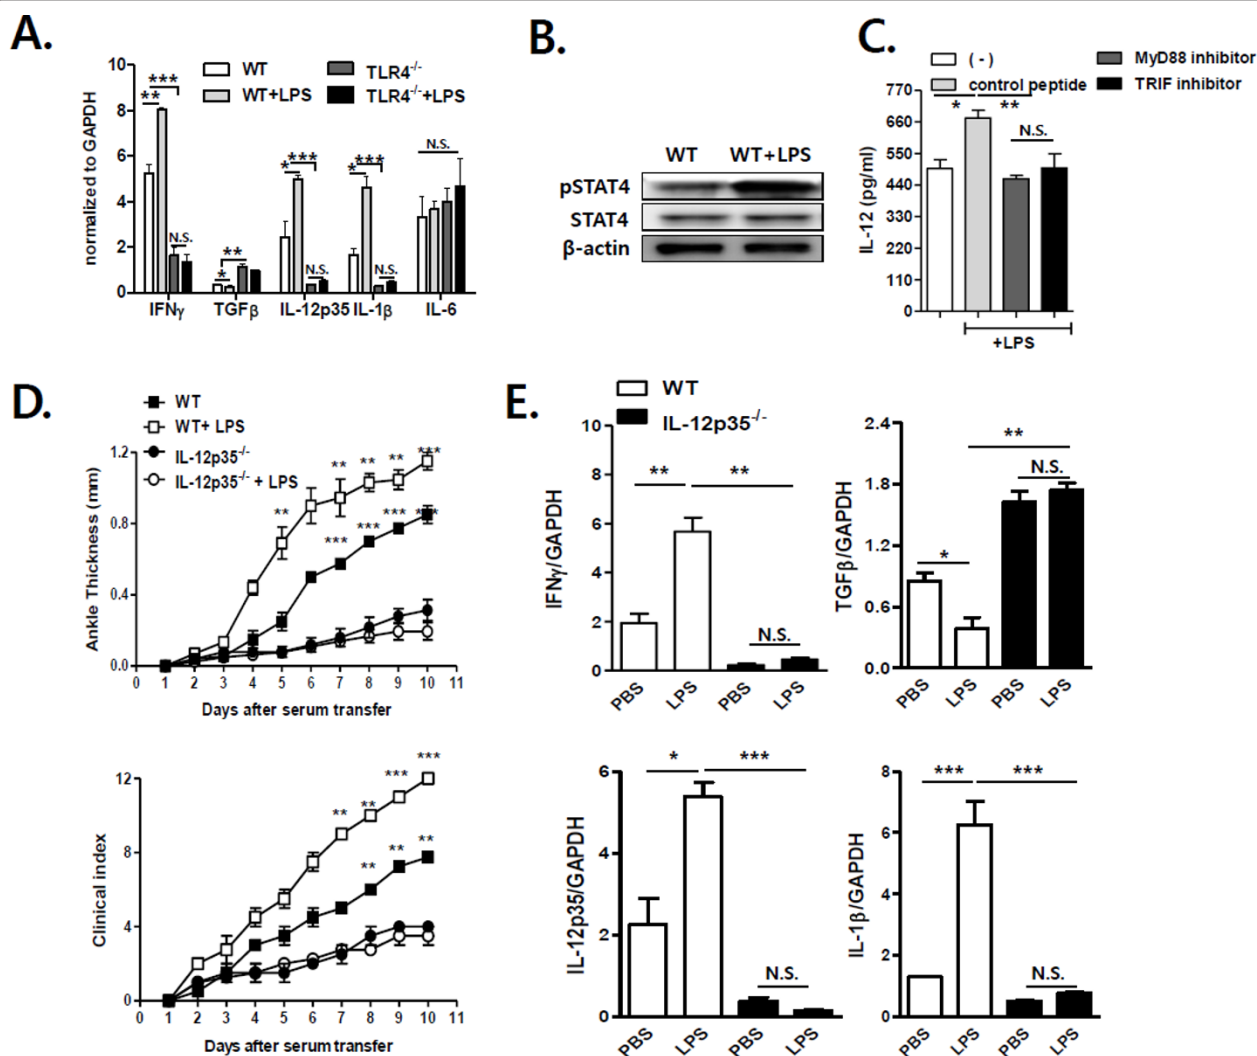 A.
WT
TLR4-/-
WT+LPS
TLR4-/-+LPS
normalized to GAPDH
10
8
6
4
2
0
**
***
N.S.
*
**
*
***
N.S.
*
***
N.S.
N.S.
IFNγ
TGFβ
IL-12p35
IL-1β
IL-6
B.
WT
WT+LPS
pSTAT4
STAT4
β-actin
C.
(-)
MyD88 inhibitor
control peptide
TRIF inhibitor
IL-12 (pg/ml)
770
660
550
440
330
220
110
0
*
**
N.S.
+LPS
D.
WT
WT+ LPS
IL-12p35-/-
IL-12p35-/- + LPS
Ankle Thickness (mm)
1.2
0.8
0.4
0.0
**
**
**
**
***
***
***
***
***
0 1 2 3 4 5 6 7 8 9 10 11
Days after serum transfer
Clinical index
12
8
4
0
**
**
***
***
**
**
**
0 1 2 3 4 5 6 7 8 9 10 11
Days after serum transfer
E.
WT
IL-12p35-/-
IFNγ/GAPDH
10
8
6
4
2
0
**
**
N.S.
PBS LPS PBS LPS
TGFβ/GAPDH
2.4
1.8
1.2
0.6
0.0
*
**
N.S.
PBS LPS PBS LPS
IL-12p35/GAPDH
6
4
2
0
*
***
N.S.
PBS LPS PBS LPS
IL-1β/GAPDH
8
6
4
2
0
***
***
N.S.
PBS LPS PBS LPS